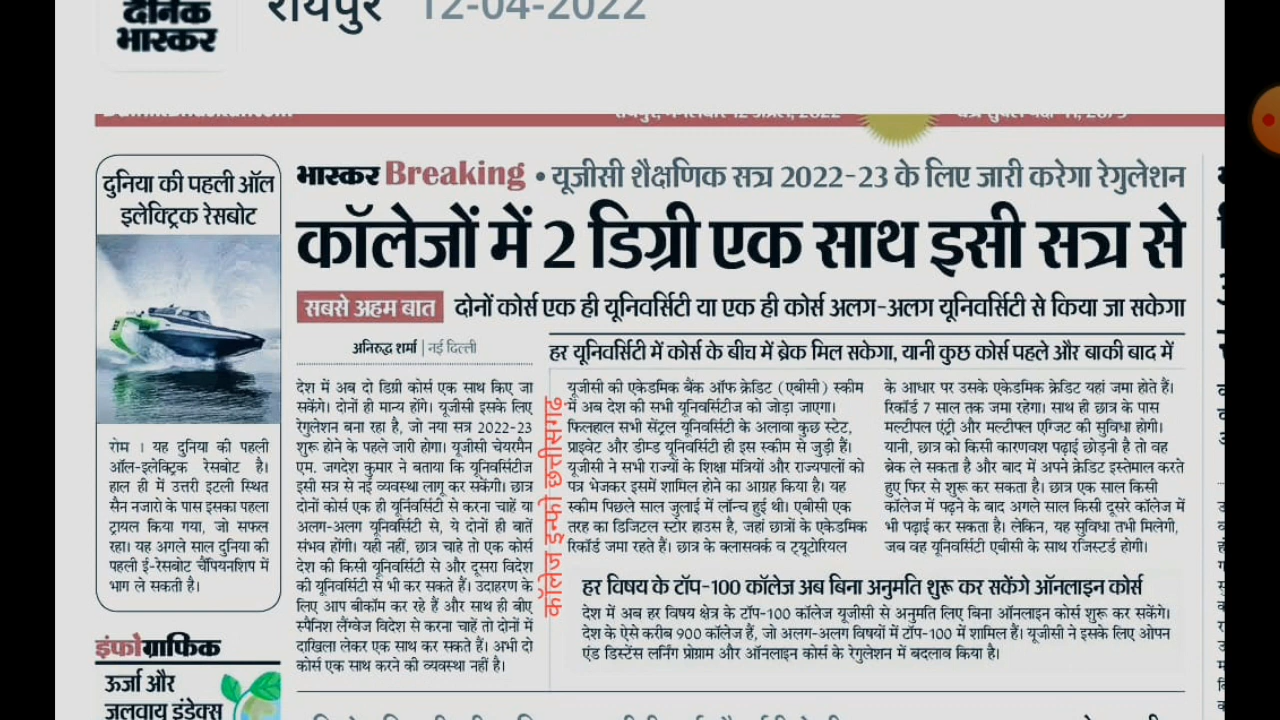 दैनिक
भास्कर
रायपुर 12-04-2022
दुनिया की पहली ऑल
इलेक्ट्रिक रेसबोट
रोम । यह दुनिया की पहली
ऑल-इलेक्ट्रिक रेसबोट है।
हाल ही में उत्तरी इटली स्थित
सैन नजारो के पास इसका पहला
ट्रायल किया गया, जो सफल
रहा। यह अगले साल दुनिया की
पहली ई-रेसबोट चैंपियनशिप में
भाग ले सकती है।
इंफोग्राफिक
ऊर्जा और
जलवायु इंडेक्स
भास्कर Breaking • यूजीसी शैक्षणिक सत्र 2022-23 के लिए जारी करेगा रेगुलेशन
कॉलेजों में 2 डिग्री एक साथ इसी सत्र से
सबसे अहम बात दोनों कोर्स एक ही यूनिवर्सिटी या एक ही कोर्स अलग-अलग यूनिवर्सिटी से किया जा सकेगा
अनिरुद्ध शर्मा | नई दिल्ली
देश में अब दो डिग्री कोर्स एक साथ किए जा
सकेंगे। दोनों ही मान्य होंगे। यूजीसी इसके लिए
रेगुलेशन बना रहा है, जो नया सत्र 2022-23
शुरू होने के पहले जारी होगा। यूजीसी चेयरमैन
एम. जगदेश कुमार ने बताया कि यूनिवर्सिटीज
इसी सत्र से नई व्यवस्था लागू कर सकेंगी। छात्र
दोनों कोर्स एक ही यूर्निवर्सिटी से करना चाहें या
अलग-अलग यूनिवर्सिटी से, ये दोनों ही बातें
संभव होंगी। यही नहीं, छात्र चाहे तो एक कोर्स
देश की किसी यूनिवर्सिटी से और दूसरा विदेश
की यूनिवर्सिटी से भी कर सकते हैं। उदाहरण के
लिए आप बीकॉम कर रहे हैं और साथ ही बीए
स्पैनिश लैंग्वेज विदेश से करना चाहें तो दोनों में
दाखिला लेकर एक साथ कर सकते हैं। अभी दो
कोर्स एक साथ करने की व्यवस्था नहीं है।
कॉलेज इन्फो छत्तीसगढ़
हर यूनिवर्सिटी में कोर्स के बीच में ब्रेक मिल सकेगा, यानी कुछ कोर्स पहले और बाकी बाद में
यूजीसी की एकेडमिक बैंक ऑफ क्रेडिट (एबीसी) स्कीम
में अब देश की सभी यूनिवर्सिटीज को जोड़ा जाएगा।
फिलहाल सभी सेंट्रल यूनिवर्सिटी के अलावा कुछ स्टेट,
प्राइवेट और डीम्ड यूनिवर्सिटी ही इस स्कीम से जुड़ी हैं।
यूजीसी ने सभी राज्यों के शिक्षा मंत्रियों और राज्यपालों को
पत्र भेजकर इसमें शामिल होने का आग्रह किया है। यह
स्कीम पिछले साल जुलाई में लॉन्च हुई थी। एबीसी एक
तरह का डिजिटल स्टोर हाउस है, जहां छात्रों के एकेडमिक
रिकॉर्ड जमा रहते हैं। छात्र के क्लासवर्क व ट्यूटोरियल
के आधार पर उसके एकेडमिक क्रेडिट यहां जमा होते हैं।
रिकॉर्ड 7 साल तक जमा रहेगा। साथ ही छात्र के पास
मल्टीपल एंट्री और मल्टीपल एग्जिट की सुविधा होगी।
यानी, छात्र को किसी कारणवश पढ़ाई छोड़नी है तो वह
ब्रेक ले सकता है और बाद में अपने क्रेडिट इस्तेमाल करते
हुए फिर से शुरू कर सकता है। छात्र एक साल किसी
कॉलेज में पढ़ने के बाद अगले साल किसी दूसरे कॉलेज में
भी पढ़ाई कर सकता है। लेकिन, यह सुविधा तभी मिलेगी,
जब वह यूनिवर्सिटी एबीसी के साथ रजिस्टर्ड होगी।
हर विषय के टॉप-100 कॉलेज अब बिना अनुमति शुरू कर सकेंगे ऑनलाइन कोर्स
देश में अब हर विषय क्षेत्र के टॉप-100 कॉलेज यूजीसी से अनुमति लिए बिना ऑनलाइन कोर्स शुरू कर सकेंगे।
देश के ऐसे करीब 900 कॉलेज हैं, जो अलग-अलग विषयों में टॉप-100 में शामिल हैं। यूजीसी ने इसके लिए ओपन
एंड डिस्टेंस लर्निंग प्रोग्राम और ऑनलाइन कोर्स के रेगुलेशन में बदलाव किया है।